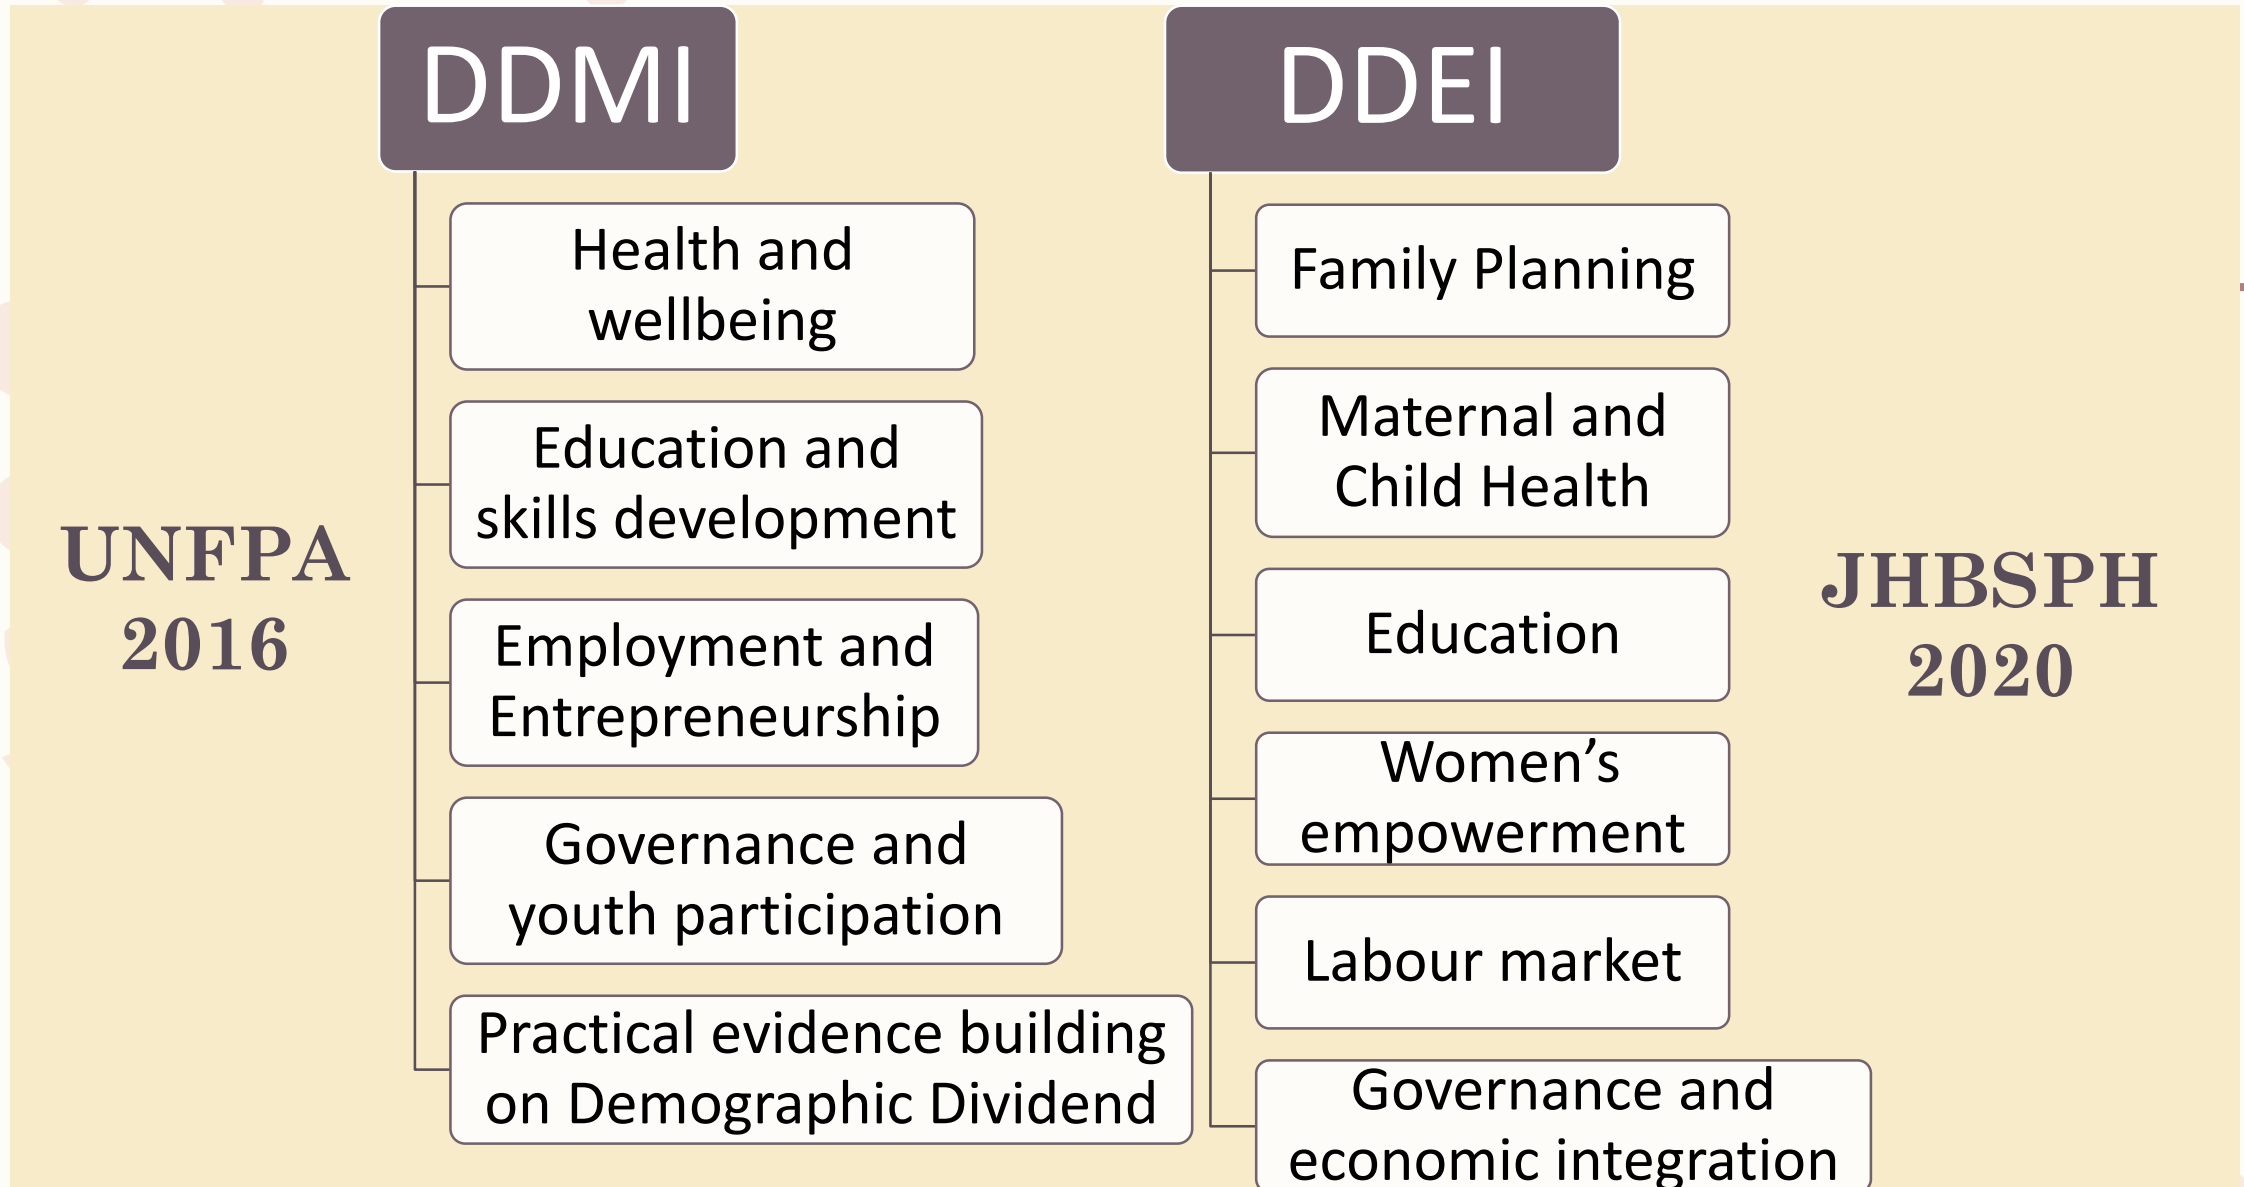 DDMI
Health and
wellbeing
Education and
skills development
Employment and
Entrepreneurship
Governance and
youth participation
Practical evidence building
on Demographic Dividend
UNFPA
2016
DDEI
Family Planning
Maternal and
Child Health
Education
Women’s
empowerment
Labour market
Governance and
economic integration
JHBSPH
2020